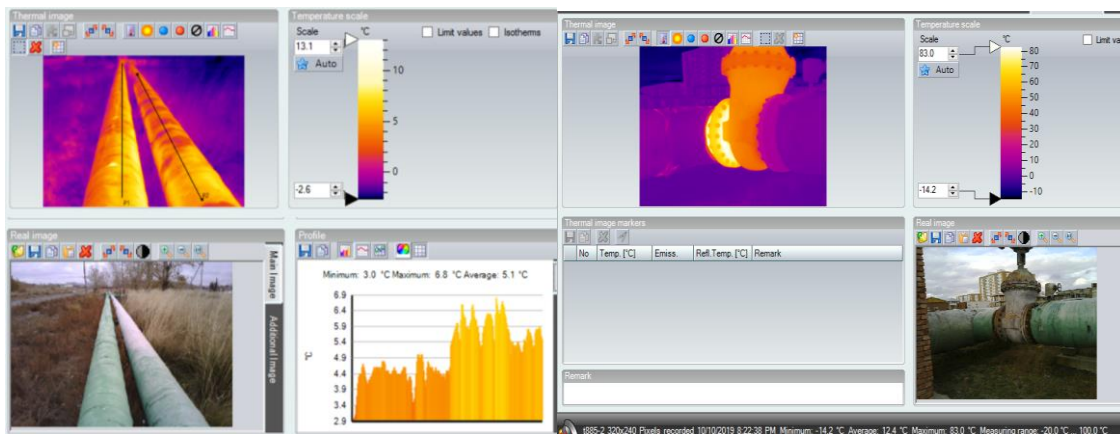 Thermal image
Temperature scale
Scale
°C
Limit values
Isotherms
13.1
Auto
10
5
0
-2.6
P1
P2
Real image
Main Image
Additional Image
Profile
Minimum: 3.0 °C Maximum: 6.8 °C Average: 5.1 °C
6.9
6.4
5.9
5.4
4.9
4.4
3.9
3.4
2.9
°C
Thermal image
Temperature scale
Scale
°C
Limit va
83.0
Auto
80
70
60
50
40
30
20
10
0
-10
-14.2
Thermal image markers
No Temp. [°C] Emiss. Refl.Temp. [°C] Remark
Real image
Remark
t885-2 320x240 Pixels recorded 10/10/2019 8:22:38 PM Minimum: -14.2 °C Average: 12.4 °C Maximum: 83.0 °C Measuring range: -20.0 °C ... 100.0 °C